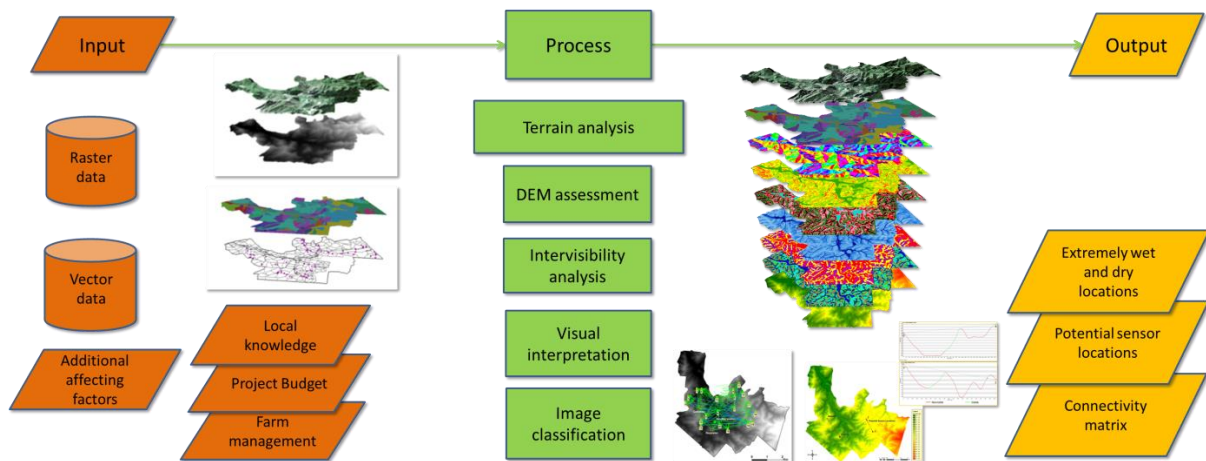 Input
Process
Output
Raster
data
Vector
data
Additional
affecting
factors
Local
knowledge
Project Budget
Farm
management
Terrain analysis
DEM assessment
Intervisibility
analysis
Visual
interpretation
Image
classification
Extremely wet
and dry
locations
Potential sensor
locations
Connectivity
matrix